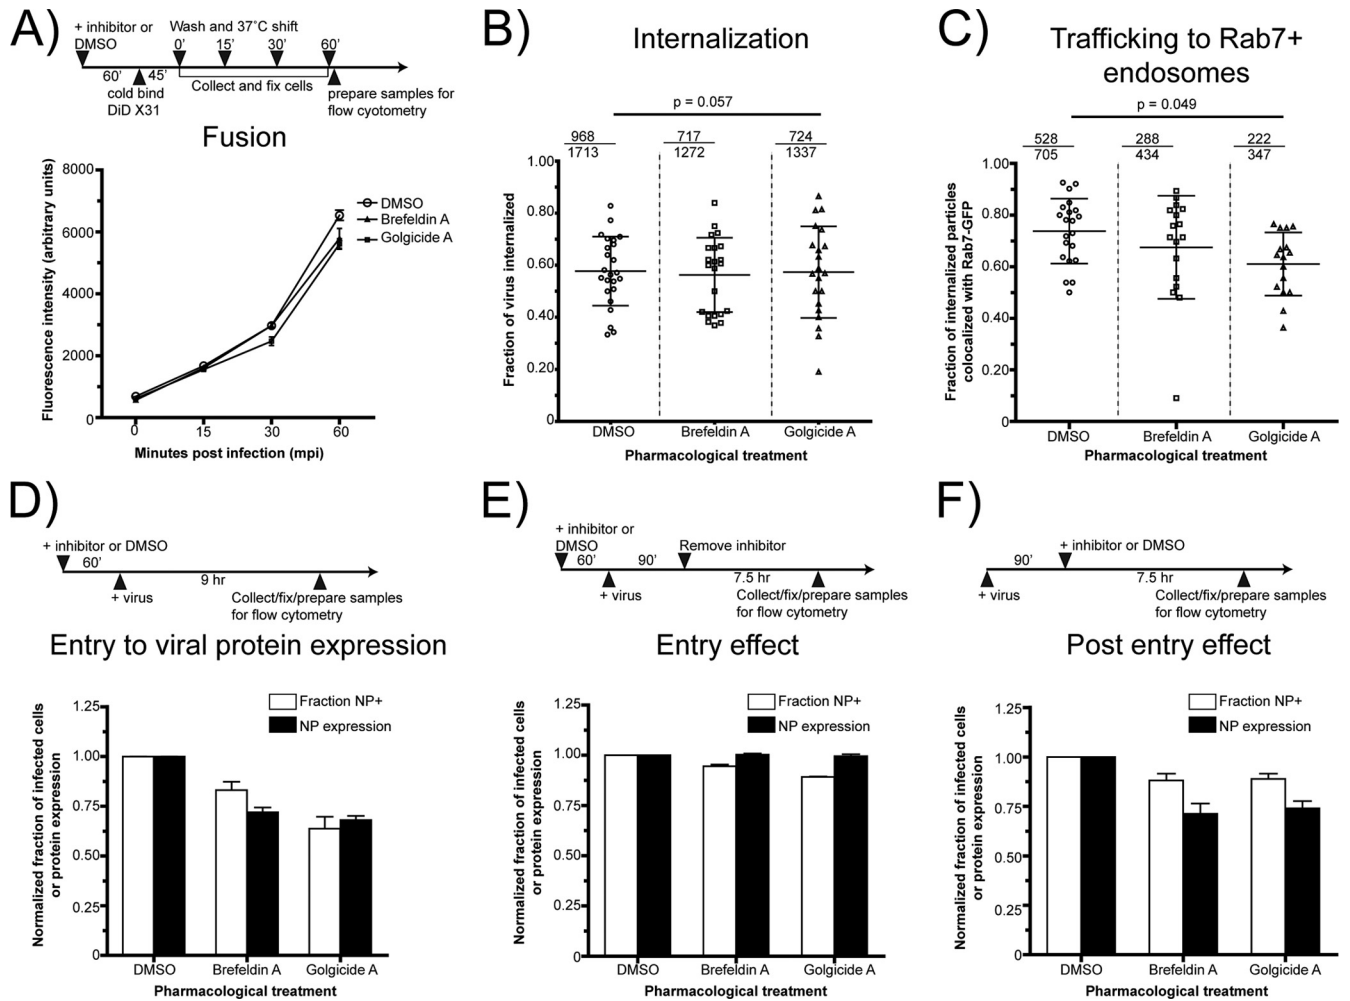 A)
+ inhibitor or
DMSO
Wash and 37˚C shift
0’ 15’ 30’ 60’
60’ 45’
cold bind
DiD X31
Collect and fix cells
prepare samples for
flow cyotometry
Fusion
Fluorescence intensity (arbitrary units)
8000
6000
4000
2000
0
DMSO
Brefeldin A
Golgicide A
0 15 30 60
Minutes post infection (mpi)
B)
Internalization
p = 0.057
968
1713
717
1272
724
1337
Fraction of virus internalized
1.00
0.80
0.60
0.40
0.20
0
DMSO Brefeldin A Golgicide A
Pharmacological treatment
C)
Trafficking to Rab7+
endosomes
p = 0.049
528
705
288
434
222
347
Fraction of internalized particles
colocalized with Rab7-GFP
1.00
0.80
0.60
0.40
0.20
0
DMSO Brefeldin A Golgicide A
Pharmacological treatment
D)
+ inhibitor or DMSO
60’
9 hr
+ virus
Collect/fix/prepare samples
for flow cytometry
Entry to viral protein expression
Normalized fraction of infected cells
or protein expression
1.25
1.00
0.75
0.50
0.25
0
Fraction NP+
NP expression
DMSO Brefeldin A Golgicide A
Pharmacological treatment
E)
+ inhibitor or
DMSO
60’ 90’
Remove inhibitor
7.5 hr
+ virus
Collect/fix/prepare samples
for flow cytometry
Entry effect
Normalized fraction of infected cells
or protein expression
1.25
1.00
0.75
0.50
0.25
0
Fraction NP+
NP expression
DMSO Brefeldin A Golgicide A
Pharmacological treatment
F)
+ inhibitor or DMSO
90’
7.5 hr
+ virus
Collect/fix/prepare samples
for flow cytometry
Post entry effect
Normalized fraction of infected cells
or protein expression
1.25
1.00
0.75
0.50
0.25
0
Fraction NP+
NP expression
DMSO Brefeldin A Golgicide A
Pharmacological treatment